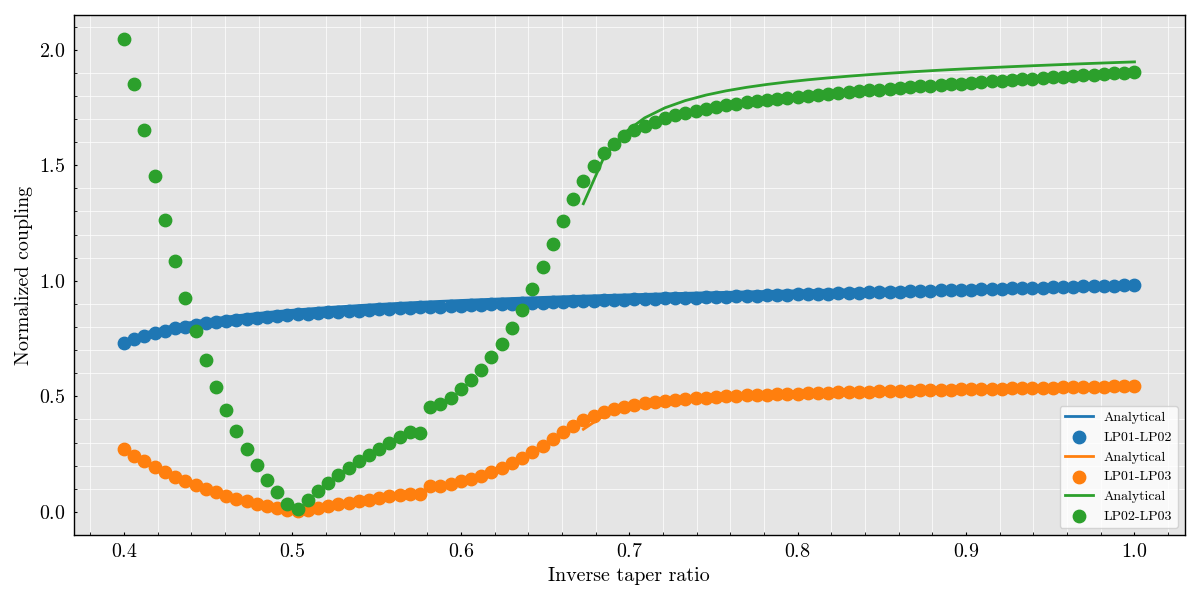 2.0
1.5
1.0
0.5
0.0
Normalized coupling
0.4 0.5 0.6 0.7 0.8 0.9 1.0
Inverse taper ratio
Analytical
LP01-LP02
Analytical
LP01-LP03
Analytical
LP02-LP03